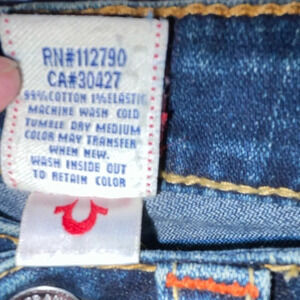 RN#112790
CA#30427
99%COTTON 1%ELASTIC
MACHINE WASH COLD
TUMBLE DRY MEDIUM
COLOR MAY TRANSFER
WHEN NEW.
WASH INSIDE OUT
TO RETAIN COLOR